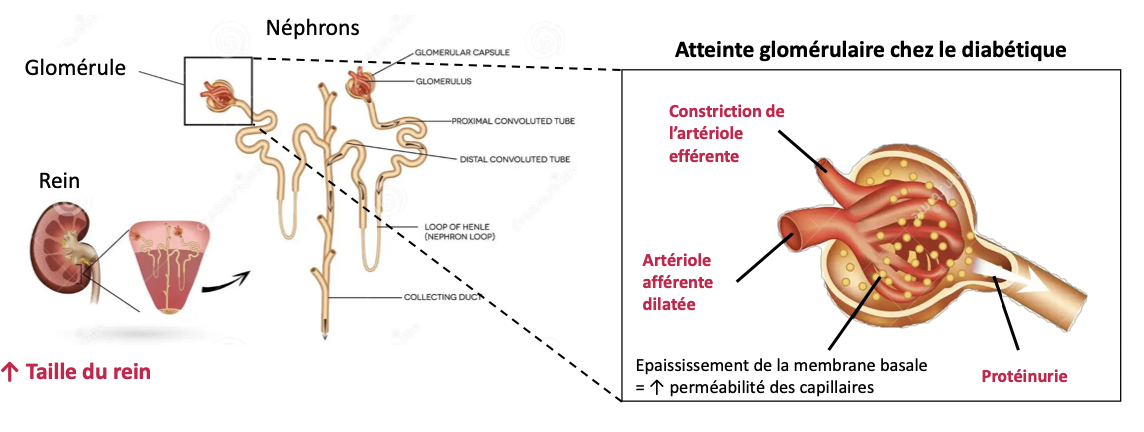 Néphrons
Atteinte glomérulaire chez le diabétique
Glomérule
GLOMERULAR CAPSULE
GLOMERULUS
PROXIMAL CONVOLUTED TUBE
DISTAL CONVOLUTED TUBE
Rein
LOOP OF HENLE
(NEPHRON LOOP)
COLLECTING DUCT
↑ Taille du rein
Constriction de
l'artériole
efférente
Artériole
afférente
dilatée
Epaississement de la membrane basale
= ↑ perméabilité des capillaires
Protéinurie